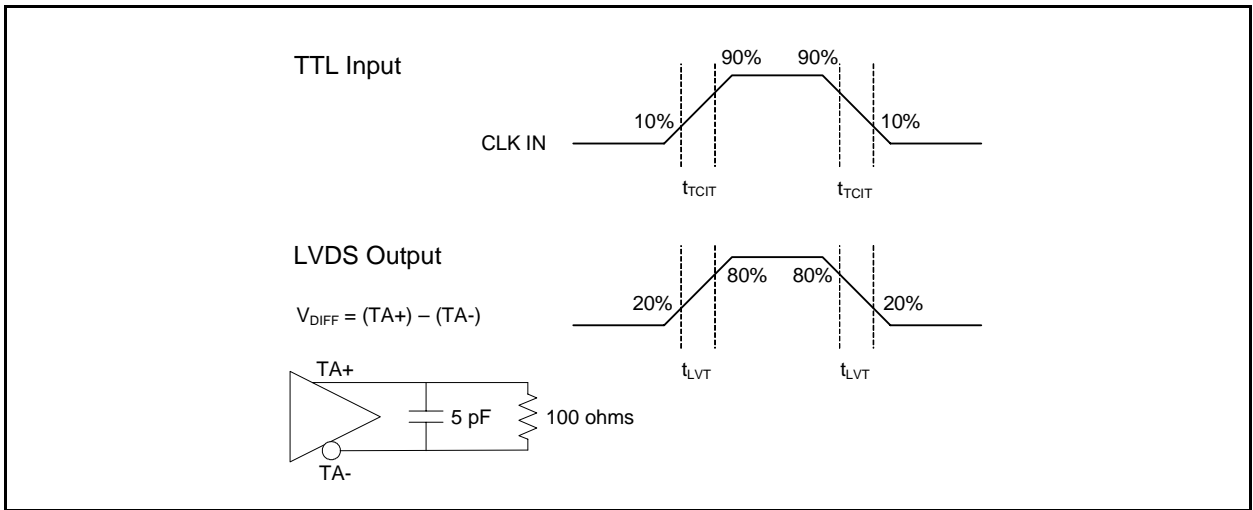 TTL Input
90% 90%
10% 10%
CLK IN
tTCIT tTCIT
LVDS Output
80% 80%
20% 20%
VDIFF = (TA+) – (TA-)
tLVT tLVT
TA+
5 pF 100 ohms
TA-